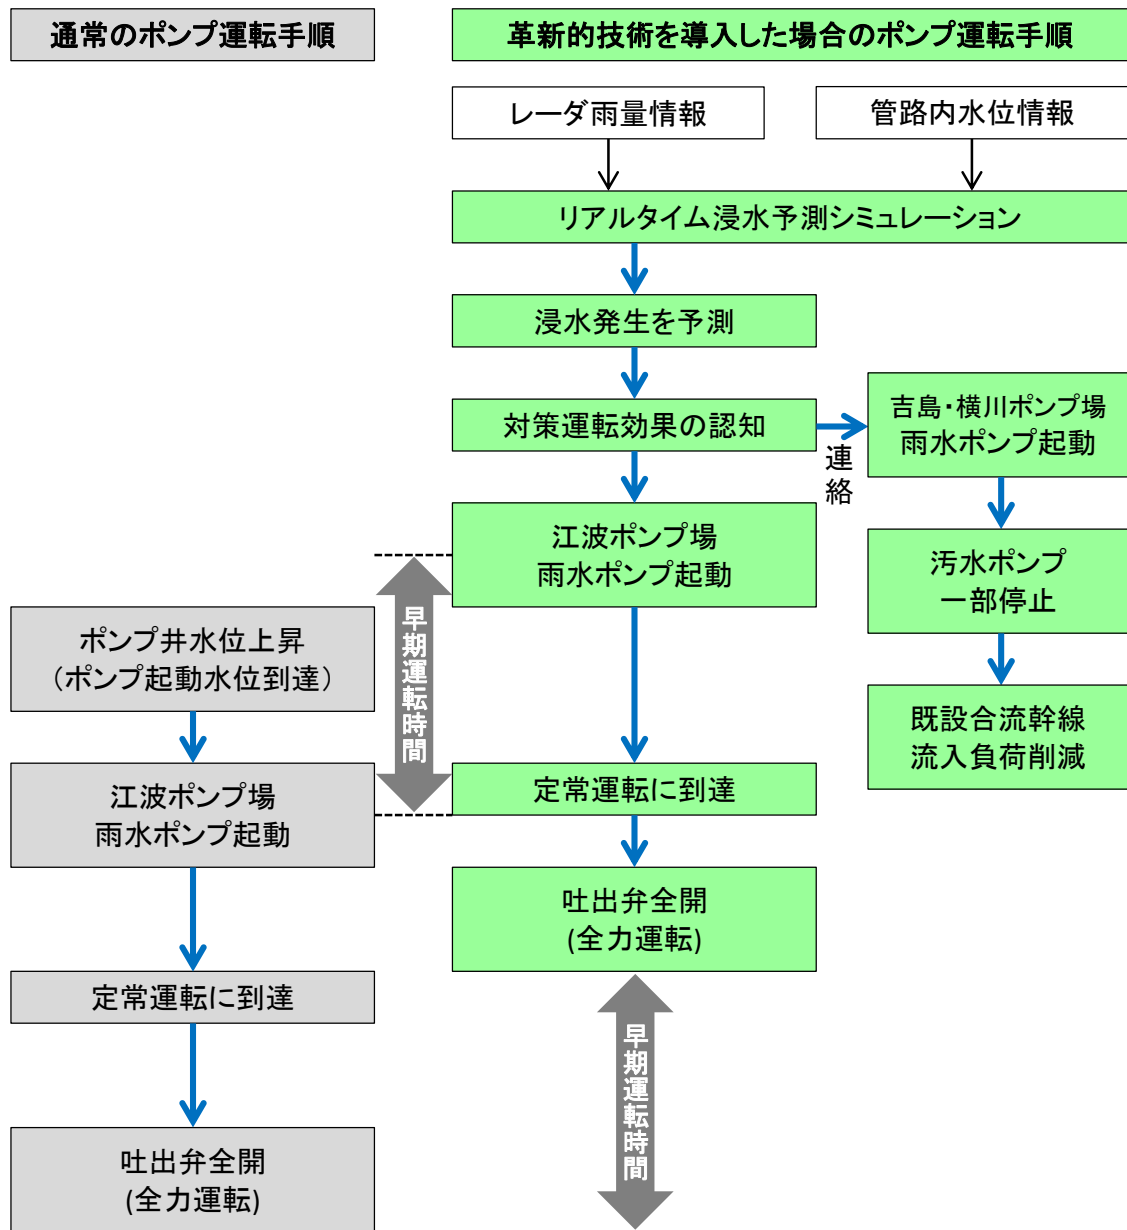 通常のポンプ運転手順
革新的技術を導入した場合のポンプ運転手順
レーダ雨量情報
管路内水位情報
リアルタイム浸水予測シミュレーション
浸水発生を予測
対策運転効果の認知
連絡
吉島・横川ポンプ場
雨水ポンプ起動
江波ポンプ場
雨水ポンプ起動
汚水ポンプ
一部停止
既設合流幹線
流入負荷削減
早期運転時間
定常運転に到達
吐出弁全開
(全力運転)
早期運転時間
ポンプ井水位上昇
（ポンプ起動水位到達）
江波ポンプ場
雨水ポンプ起動
定常運転に到達
吐出弁全開
(全力運転)